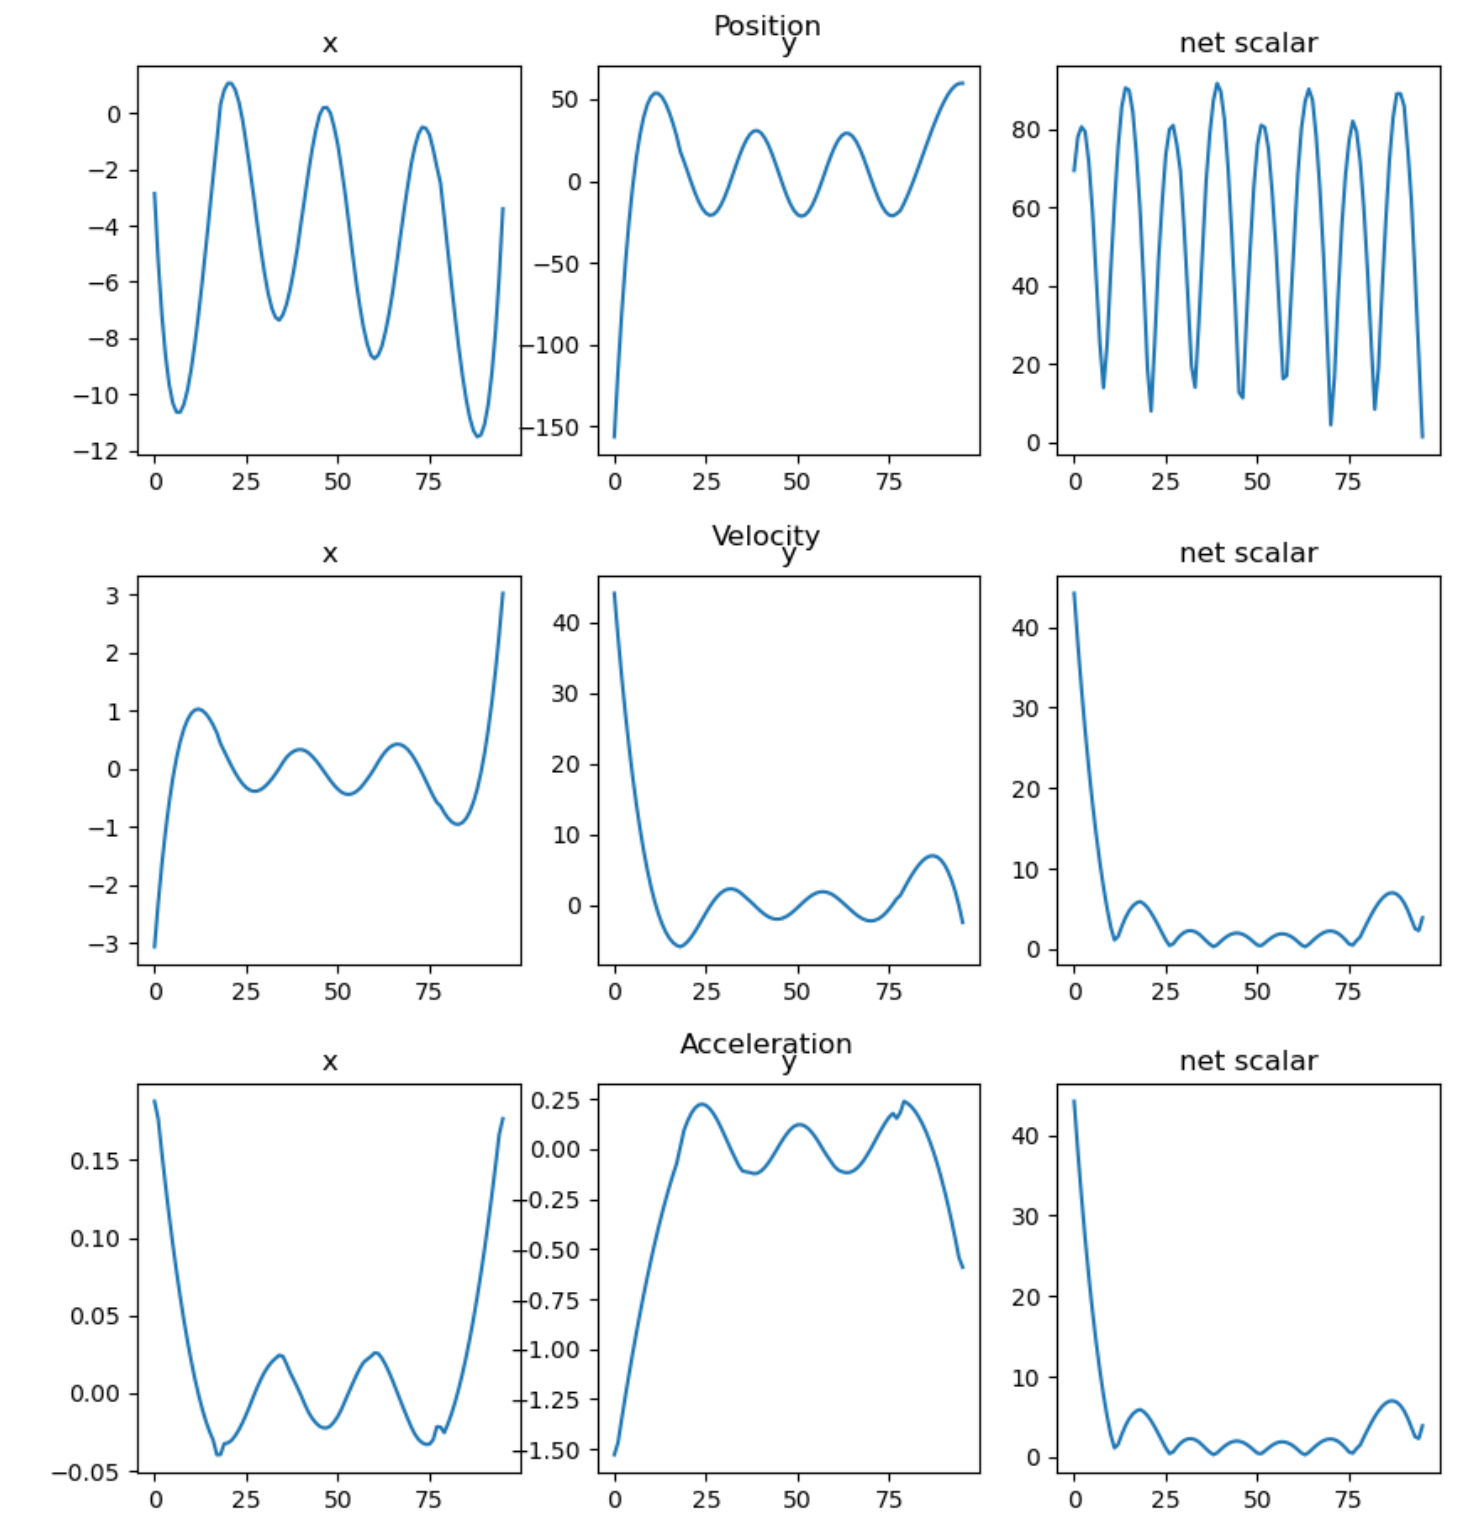 Position
x y net scalar
0 50 80
−2 0 60
−4 −50 40
−6 −100 20
−8 −150 0
−10
−12
0 25 50 75 0 25 50 75 0 25 50 75
Velocity
x y net scalar
3 40 40
2 30 30
1 20 20
0 10 10
−1 0 0
−2
−3
0 25 50 75 0 25 50 75 0 25 50 75
Acceleration
x y net scalar
0.15 0.25 40
0.10 0.00 30
0.05 −0.25 20
0.00 −0.50 10
−0.05 −0.75 0
−1.00
−1.25
−1.50
0 25 50 75 0 25 50 75 0 25 50 75